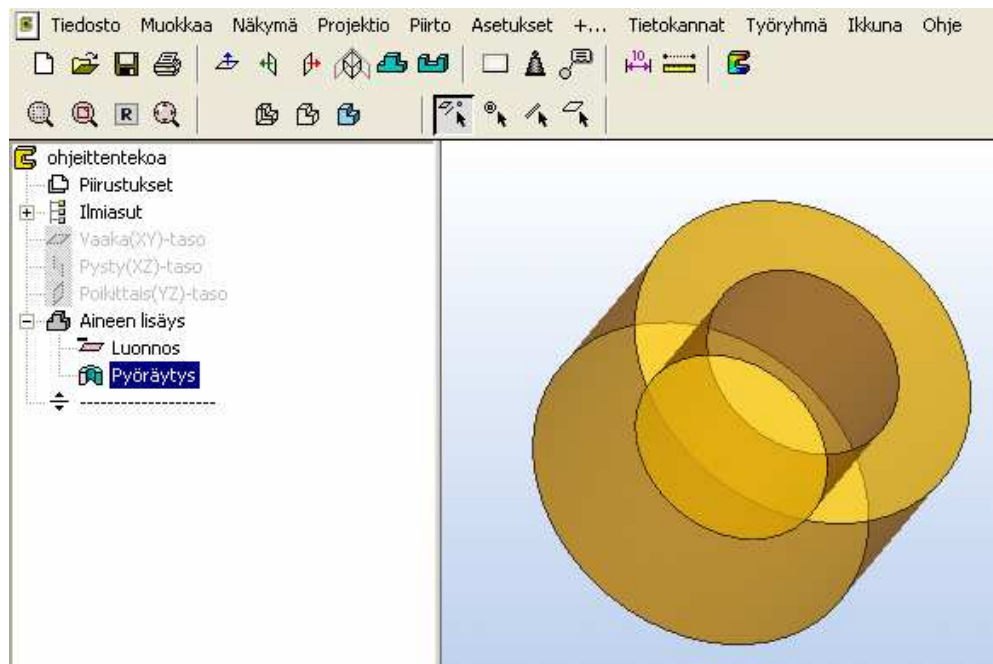 Tiedosto Muokkaa Näkymä Projektio Piirto Asetukset +... Tietokannat Työryhmä Ikkuna Ohje
10
R
ohjeittentekoa
Piirustukset
Ilmiasut
Vaaka(XY)-taso
Pysty(XZ)-taso
Poikittais(YZ)-taso
Aineen lisäys
Luonnos
Pyöräytys
--------------------